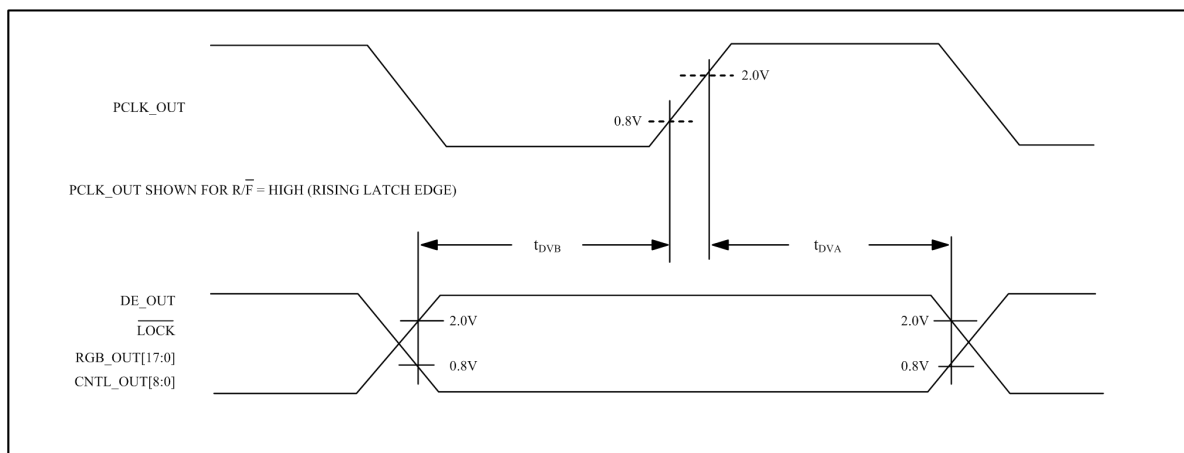 2.0V
PCLK_OUT
0.8V
PCLK_OUT SHOWN FOR R/F̅ = HIGH (RISING LATCH EDGE)
tDVB
tDVA
DE_OUT
L̅O̅C̅K̅
2.0V
2.0V
RGB_OUT[17:0]
0.8V
0.8V
CNTL_OUT[8:0]